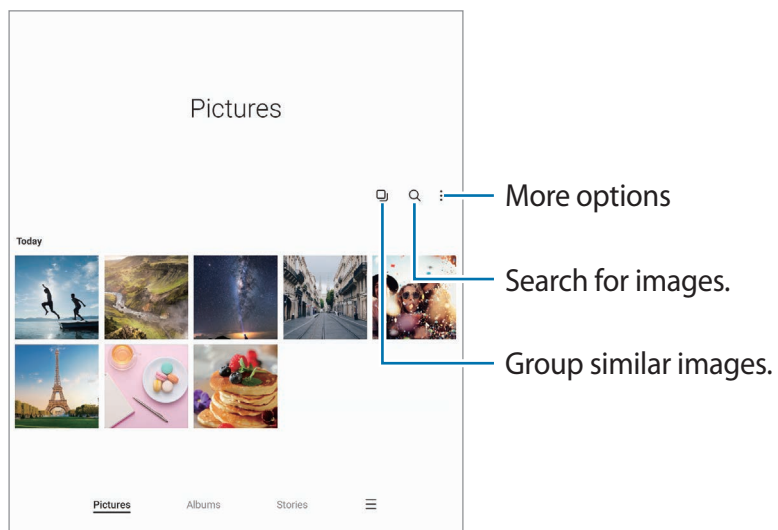 Pictures
More options
Today
Search for images.
Group similar images.
Pictures
Albums
Stories